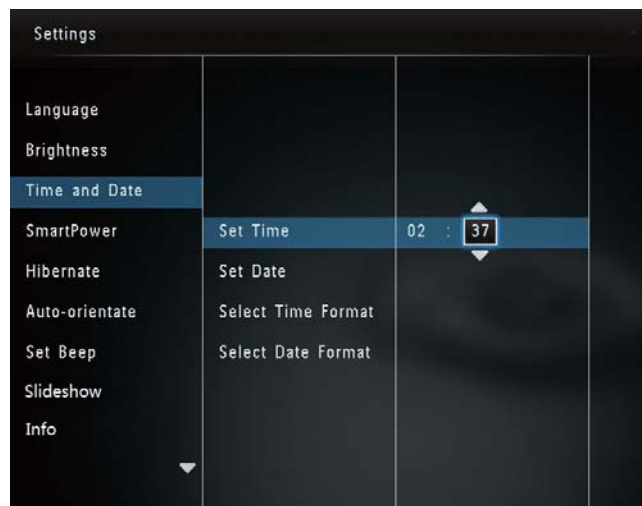 Settings
Language
Brightness
Time and Date
SmartPower
Set Time 02 : 37
Hibernate
Set Date
Auto-orientate
Select Time Format
Set Beep
Select Date Format
Slideshow
Info